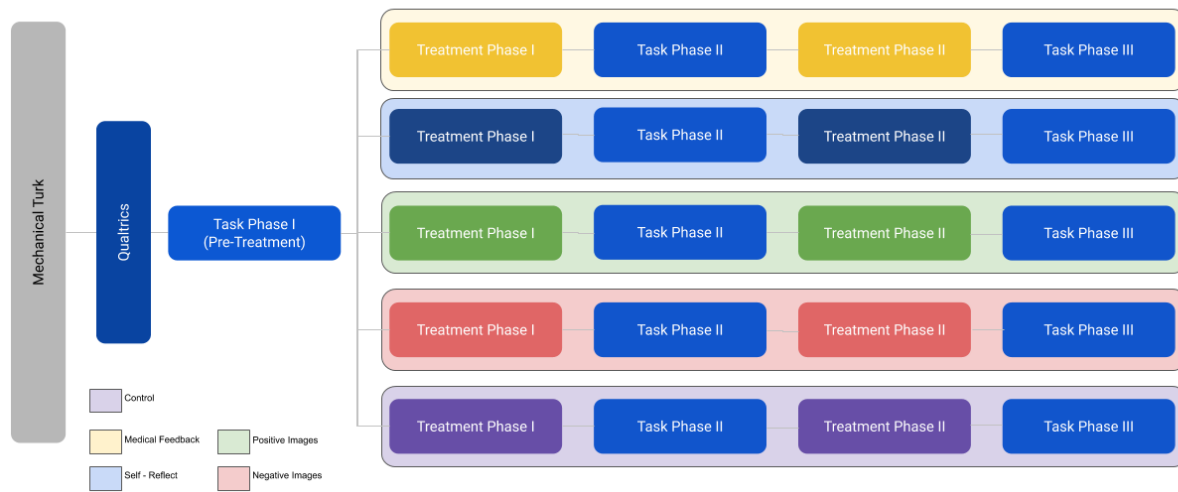 Mechanical Turk
Qualtrics
Task Phase I
(Pre-Treatment)
Treatment Phase I
Task Phase II
Treatment Phase II
Task Phase III
Treatment Phase I
Task Phase II
Treatment Phase II
Task Phase III
Treatment Phase I
Task Phase II
Treatment Phase II
Task Phase III
Treatment Phase I
Task Phase II
Treatment Phase II
Task Phase III
Treatment Phase I
Task Phase II
Treatment Phase II
Task Phase III
Control
Medical Feedback
Positive Images
Self - Reflect
Negative Images